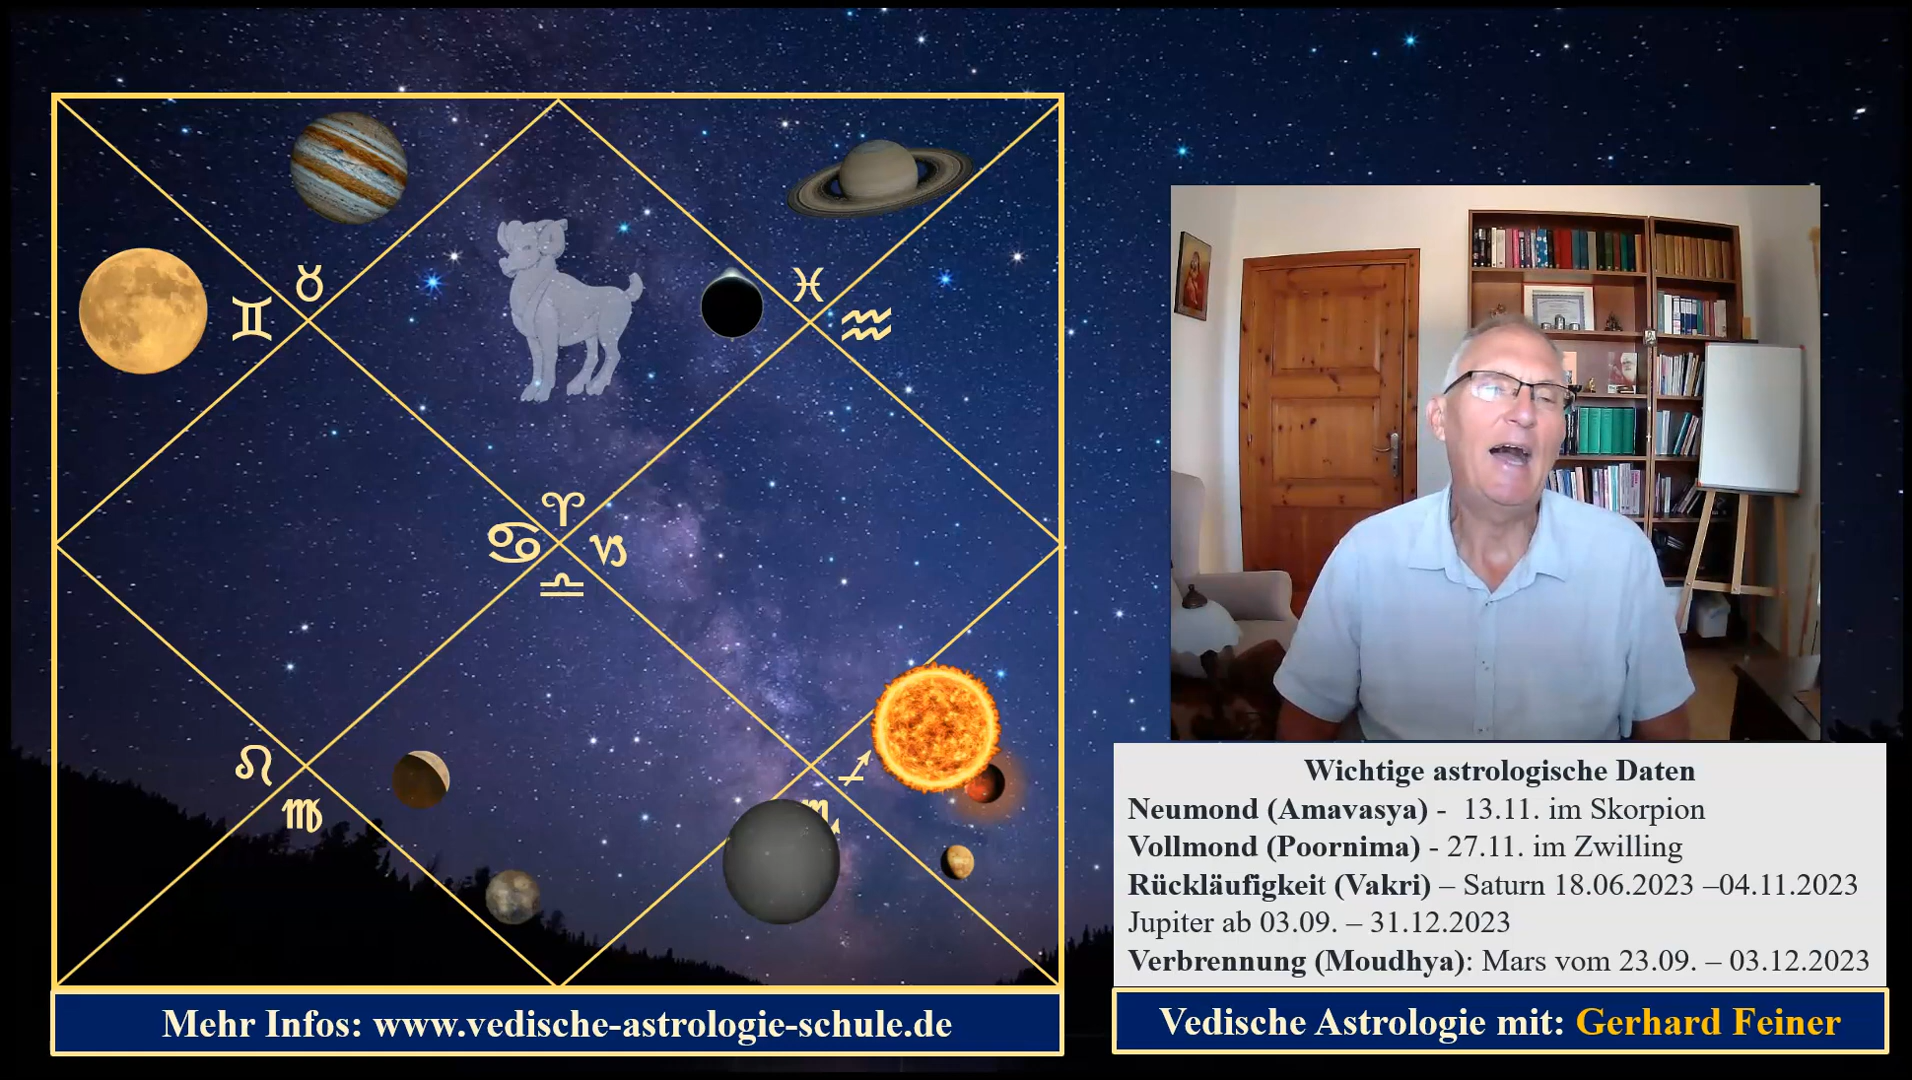 ♉
♊
♓
♒
♈
♋
♑
♎
♌
♍
♐
♏
Wichtige astrologische Daten
Neumond (Amavasya) - 13.11. im Skorpion
Vollmond (Poornima) - 27.11. im Zwilling
Rückläufigkeit (Vakri) – Saturn 18.06.2023 –04.11.2023
Jupiter ab 03.09. – 31.12.2023
Verbrennung (Moudhya): Mars vom 23.09. – 03.12.2023
Mehr Infos: www.vedische-astrologie-schule.de
Vedische Astrologie mit: Gerhard Feiner